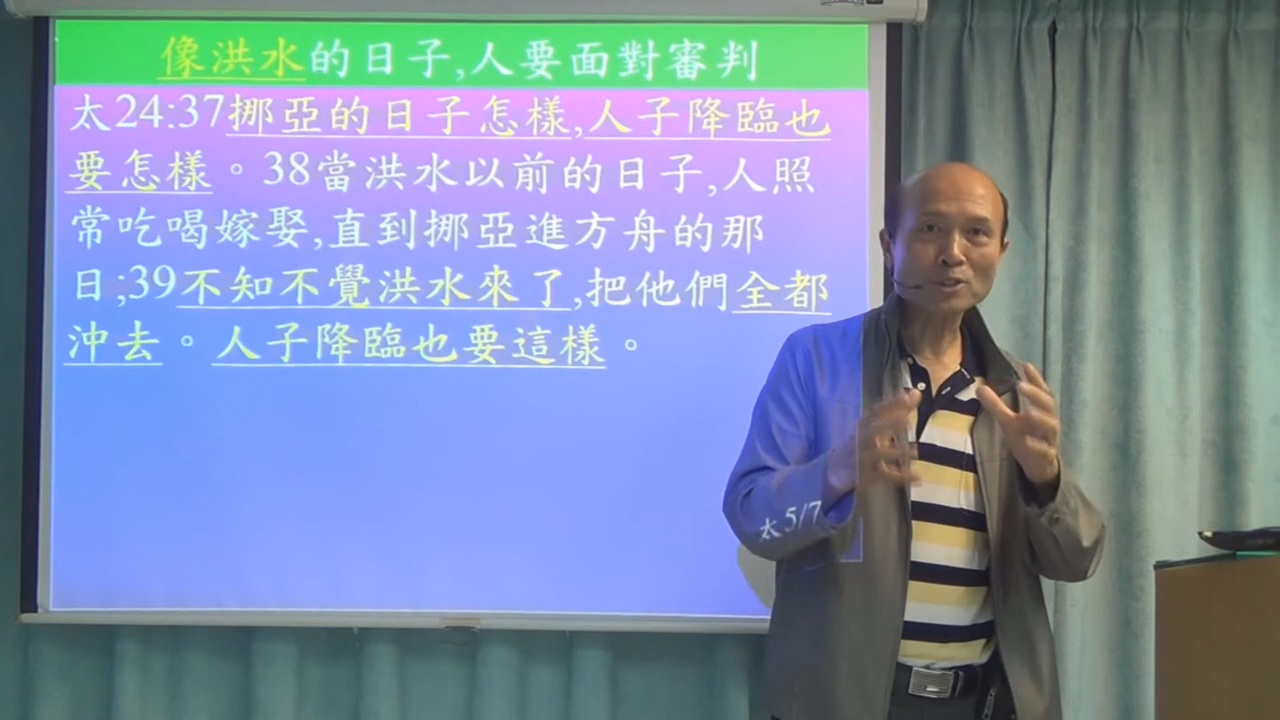 像洪水的日子,人要面對審判
太24:37挪亞的日子怎樣,人子降臨也
要怎樣。38當洪水以前的日子,人照
常吃喝嫁娶,直到挪亞進方舟的那
日;39不知不覺洪水來了,把他們全都
沖去。人子降臨也要這樣。
太5/7